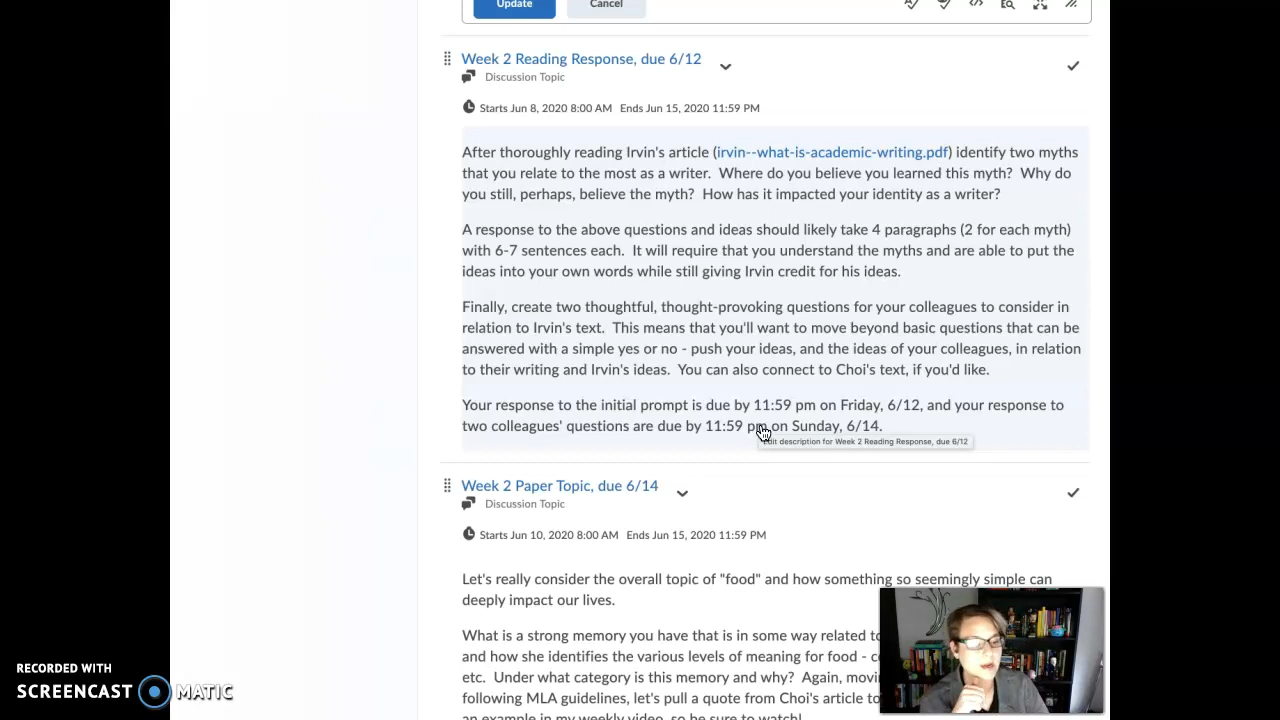 Update
Cancel
Week 2 Reading Response, due 6/12
Discussion Topic
Starts Jun 8, 2020 8:00 AM Ends Jun 15, 2020 11:59 PM
After thoroughly reading Irvin's article (irvin--what-is-academic-writing.pdf) identify two myths
that you relate to the most as a writer. Where do you believe you learned this myth? Why do
you still, perhaps, believe the myth? How has it impacted your identity as a writer?
A response to the above questions and ideas should likely take 4 paragraphs (2 for each myth)
with 6-7 sentences each. It will require that you understand the myths and are able to put the
ideas into your own words while still giving Irvin credit for his ideas.
Finally, create two thoughtful, thought-provoking questions for your colleagues to consider in
relation to Irvin's text. This means that you'll want to move beyond basic questions that can be
answered with a simple yes or no - push your ideas, and the ideas of your colleagues, in relation
to their writing and Irvin's ideas. You can also connect to Choi's text, if you'd like.
Your response to the initial prompt is due by 11:59 pm on Friday, 6/12, and your response to
two colleagues' questions are due by 11:59 pm on Sunday, 6/14.
Edit description for Week 2 Reading Response, due 6/12
Week 2 Paper Topic, due 6/14
Discussion Topic
Starts Jun 10, 2020 8:00 AM Ends Jun 15, 2020 11:59 PM
Let's really consider the overall topic of "food" and how something so seemingly simple can
deeply impact our lives.
What is a strong memory you have that is in some way related to
and how she identifies the various levels of meaning for food -
etc. Under what category is this memory and why? Again,
following MLA guidelines, let's pull a quote from Choi's article to
an example in my weekly video, so be sure to watch!
RECORDED WITH
SCREENCAST MATIC